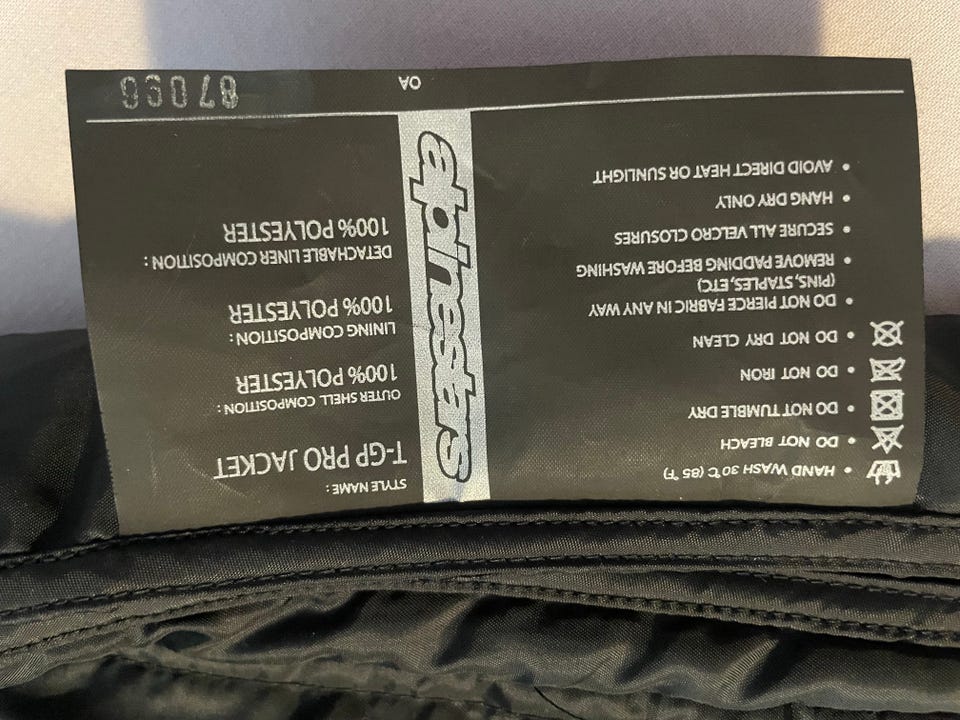 • HAND WASH 30℃ (85 ℉)
• DO NOT BLEACH
• DO NOT TUMBLE DRY
• DO NOT IRON
• DO NOT DRY CLEAN
• DO NOT PIERCE FABRIC IN ANY WAY
(PINS, STAPLES, ETC)
• REMOVE PADDING BEFORE WASHING
• SECURE ALL VELCRO CLOSURES
• HANG DRY ONLY
• AVOID DIRECT HEAT OR SUNLIGHT
alpinestars
STYLE NAME :
T-GP PRO JACKET
OUTER SHELL COMPOSITION :
100% POLYESTER
LINING COMPOSITION :
100% POLYESTER
DETACHABLE LINER COMPOSITION :
100% POLYESTER
OA